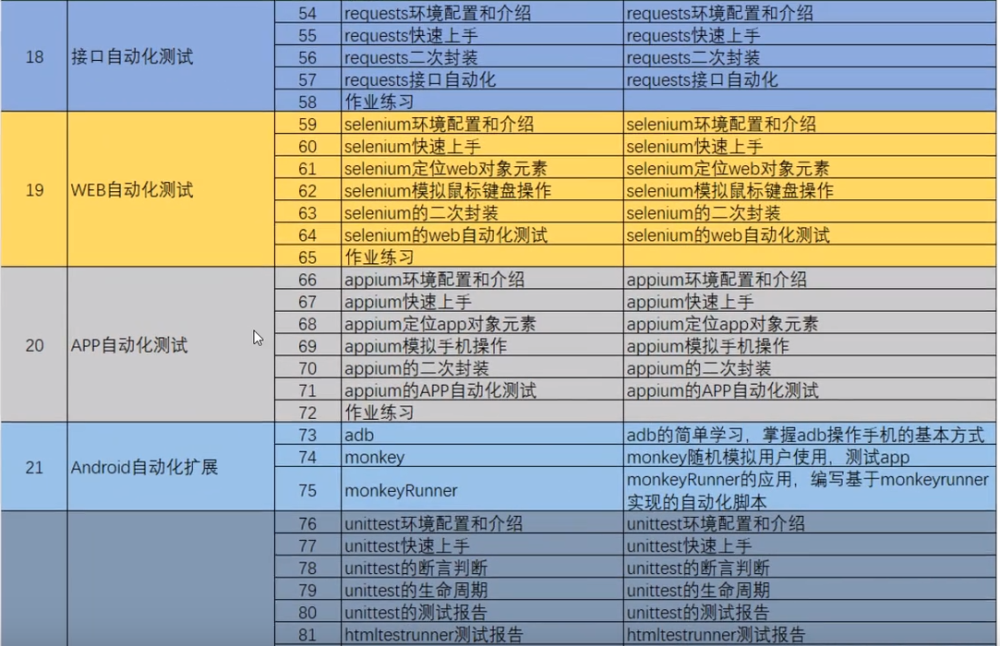 18 接口自动化测试
54 requests环境配置和介绍 requests环境配置和介绍
55 requests快速上手 requests快速上手
56 requests二次封装 requests二次封装
57 requests接口自动化 requests接口自动化
58 作业练习
19 WEB自动化测试
59 selenium环境配置和介绍 selenium环境配置和介绍
60 selenium快速上手 selenium快速上手
61 selenium定位web对象元素 selenium定位web对象元素
62 selenium模拟鼠标键盘操作 selenium模拟鼠标键盘操作
63 selenium的二次封装 selenium的二次封装
64 selenium的web自动化测试 selenium的web自动化测试
65 作业练习
20 APP自动化测试
66 appium环境配置和介绍 appium环境配置和介绍
67 appium快速上手 appium快速上手
68 appium定位app对象元素 appium定位app对象元素
69 appium模拟手机操作 appium模拟手机操作
70 appium的二次封装 appium的二次封装
71 appium的APP自动化测试 appium的APP自动化测试
72 作业练习
21 Android自动化扩展
73 adb adb的简单学习，掌握adb操作手机的基本方式
74 monkey monkey随机模拟用户使用，测试app
75 monkeyRunner monkeyRunner的应用，编写基于monkeyrunner
实现的自动化脚本
76 unittest环境配置和介绍 unittest环境配置和介绍
77 unittest快速上手 unittest快速上手
78 unittest的断言判断 unittest的断言判断
79 unittest的生命周期 unittest的生命周期
80 unittest的测试报告 unittest的测试报告
81 htmltestrunner测试报告 htmltestrunner测试报告